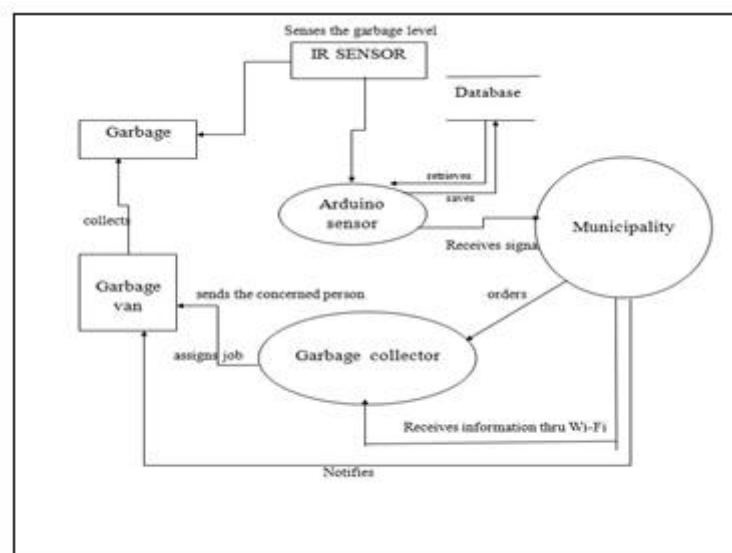 Senses the garbage level
IR SENSOR
Database
Garbage
retrieves
saves
Arduino
sensor
Municipality
collects
Receives signa
Garbage
van
sends the concerned person
orders
assigns job
Garbage collector
Receives information thru Wi-Fi
Notifies